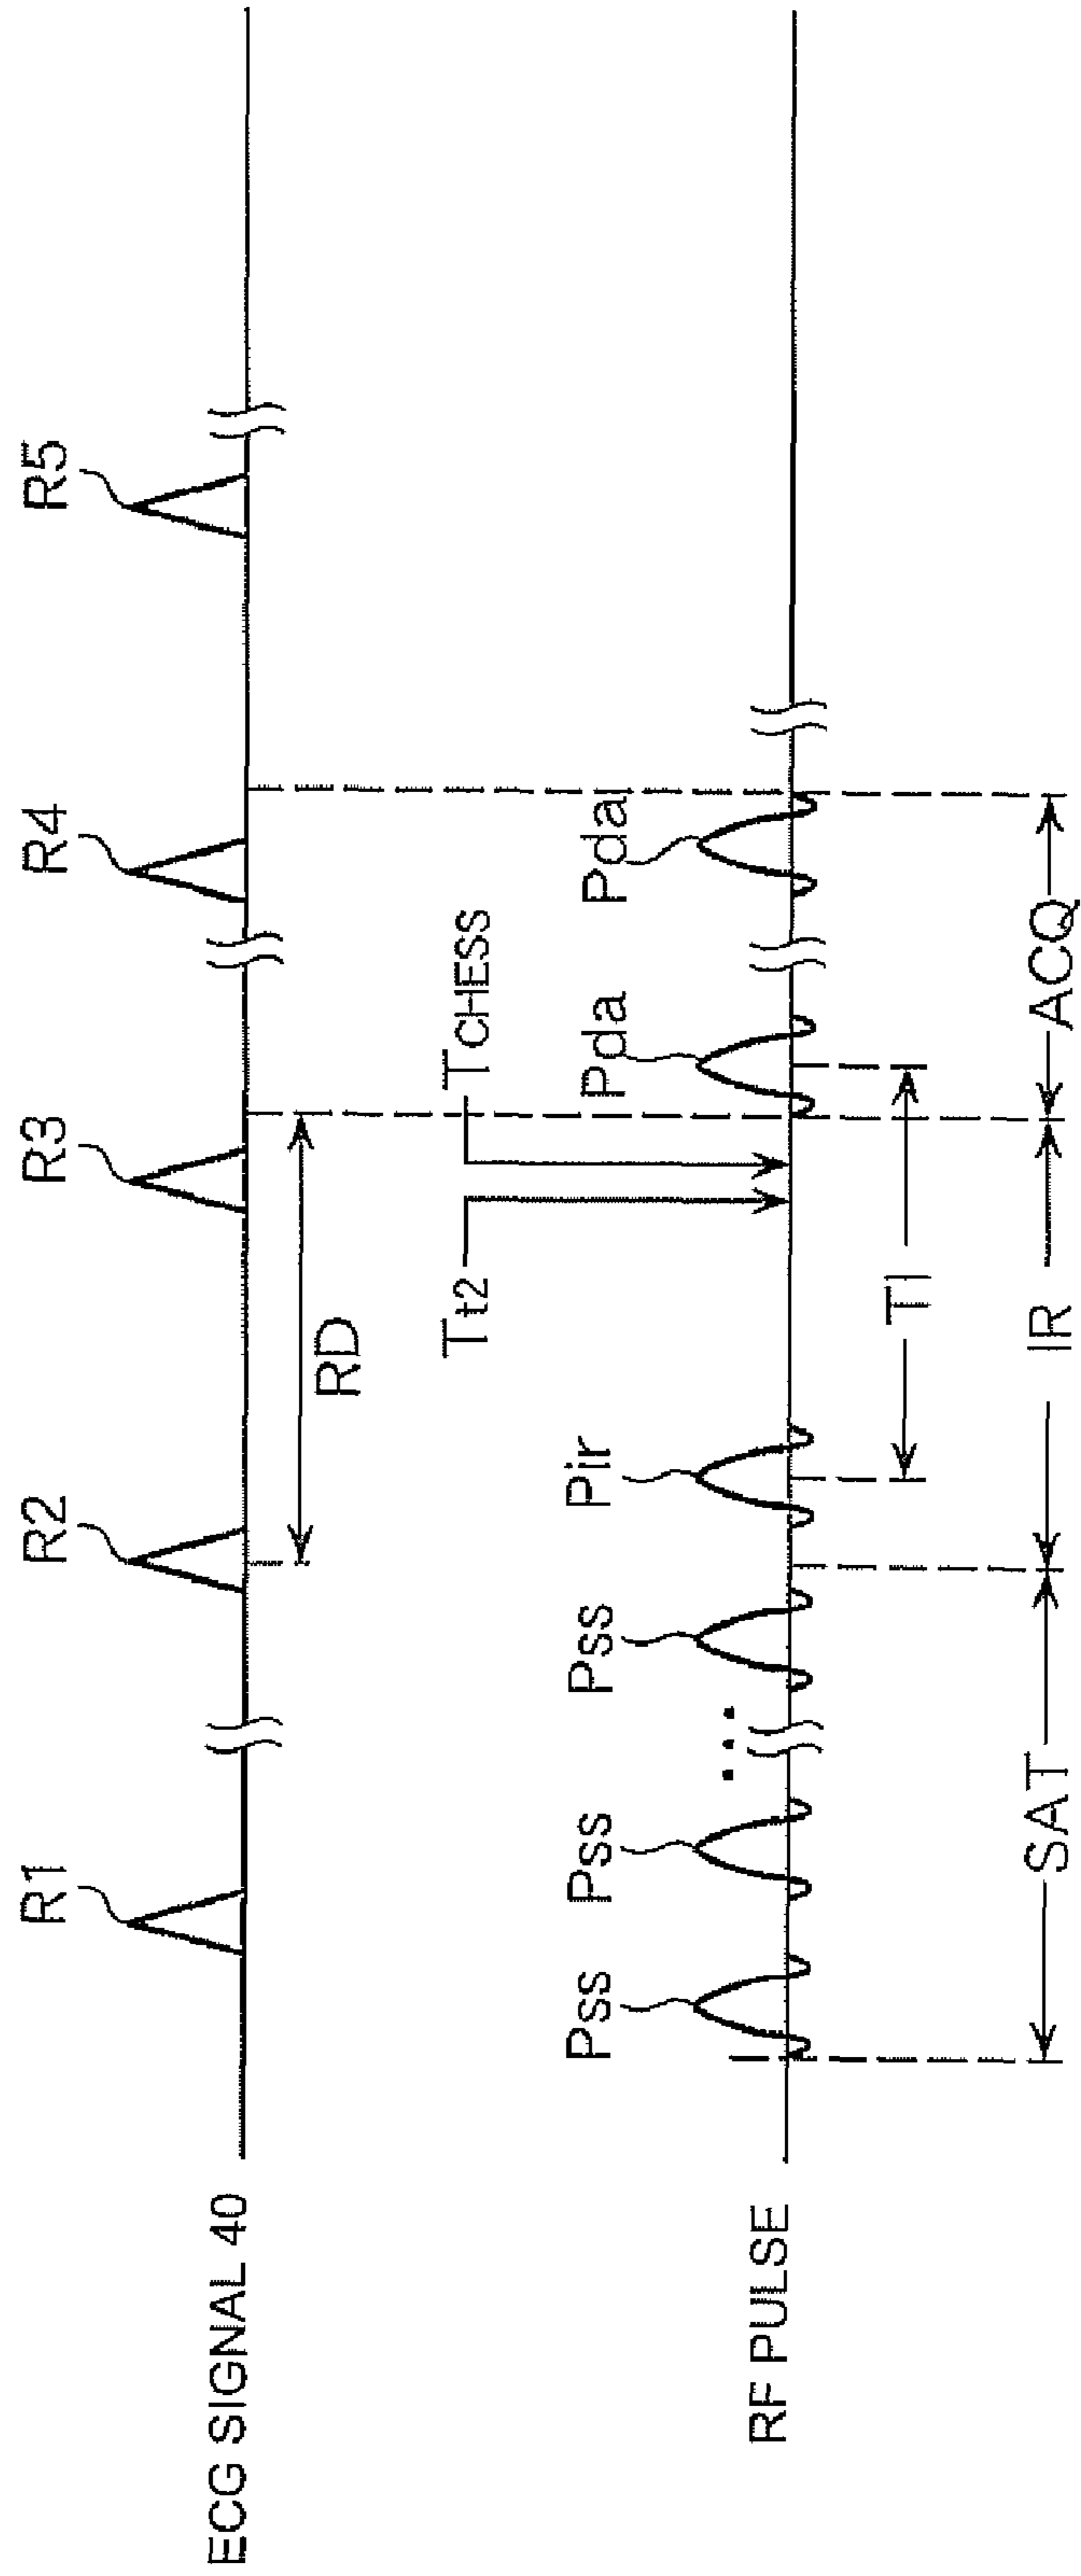 R1
R2
R3
R4
R5
ECG SIGNAL 40
RD
Tt2
TCHESS
Pss
Pss
...
Pss
Pir
Pda
Pda
RF PULSE
TI
SAT
IR
ACQ